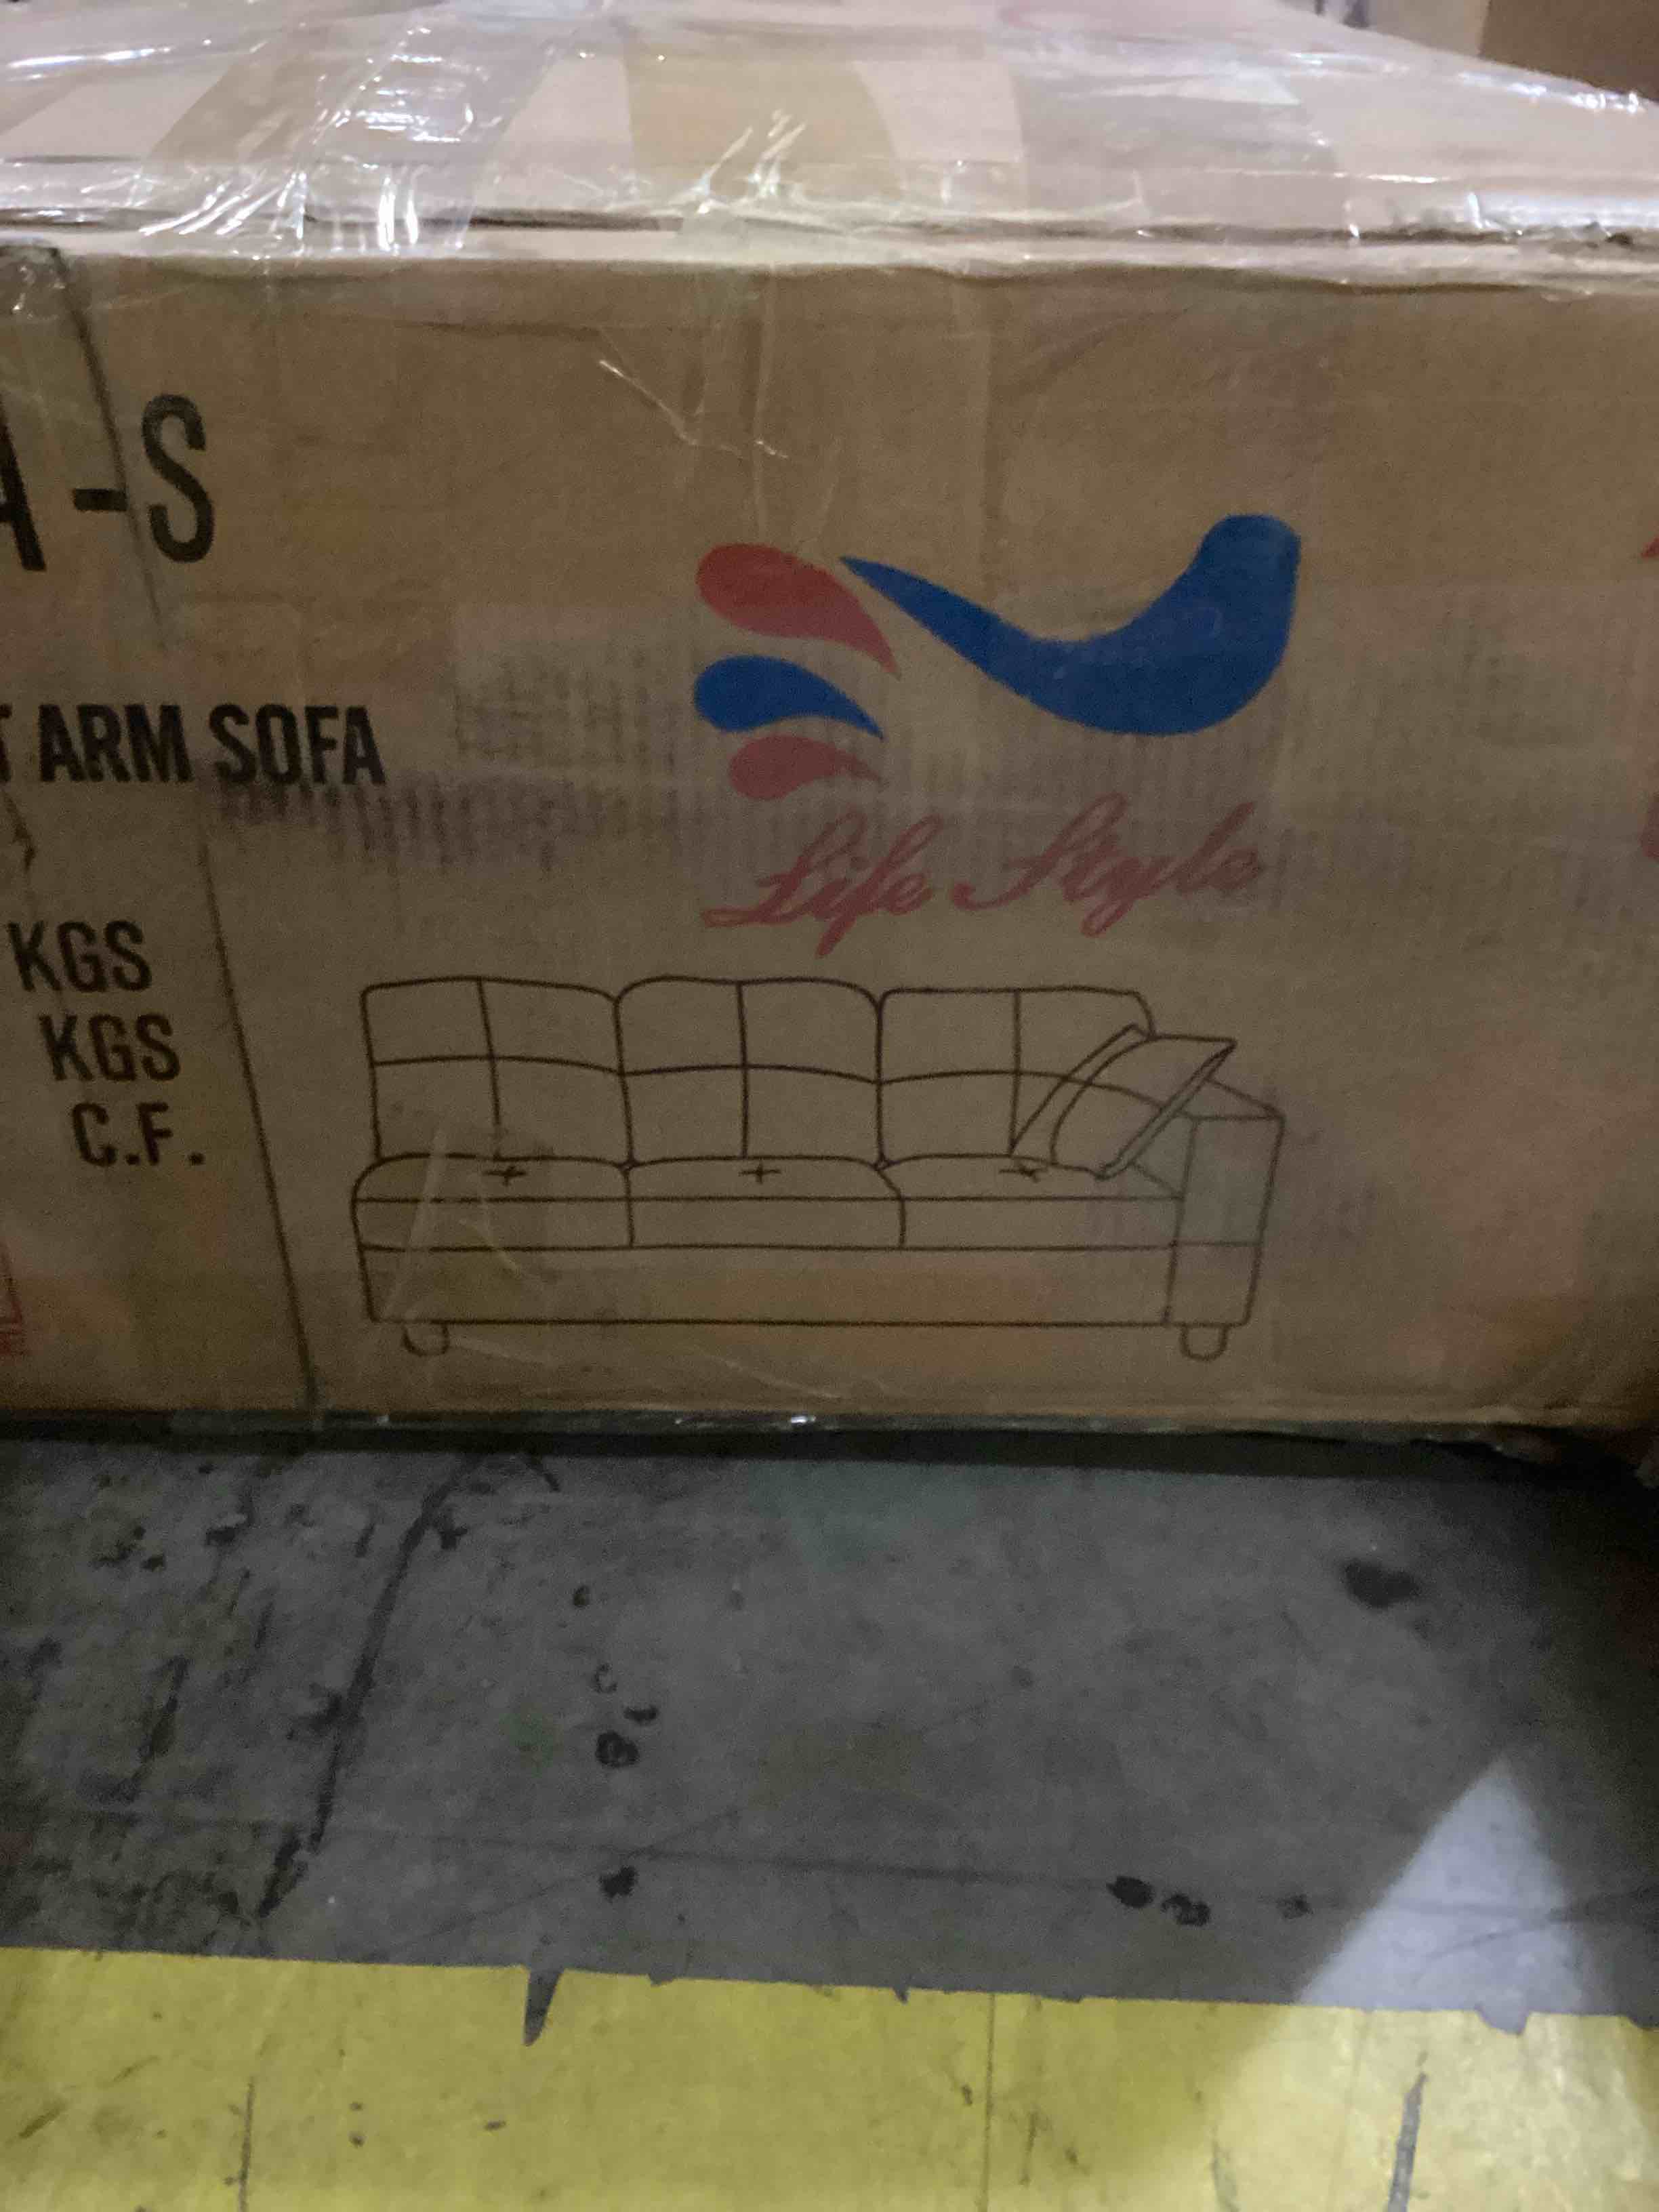 -S
ARM SOFA
Life Style
KGS
KGS
C.F.